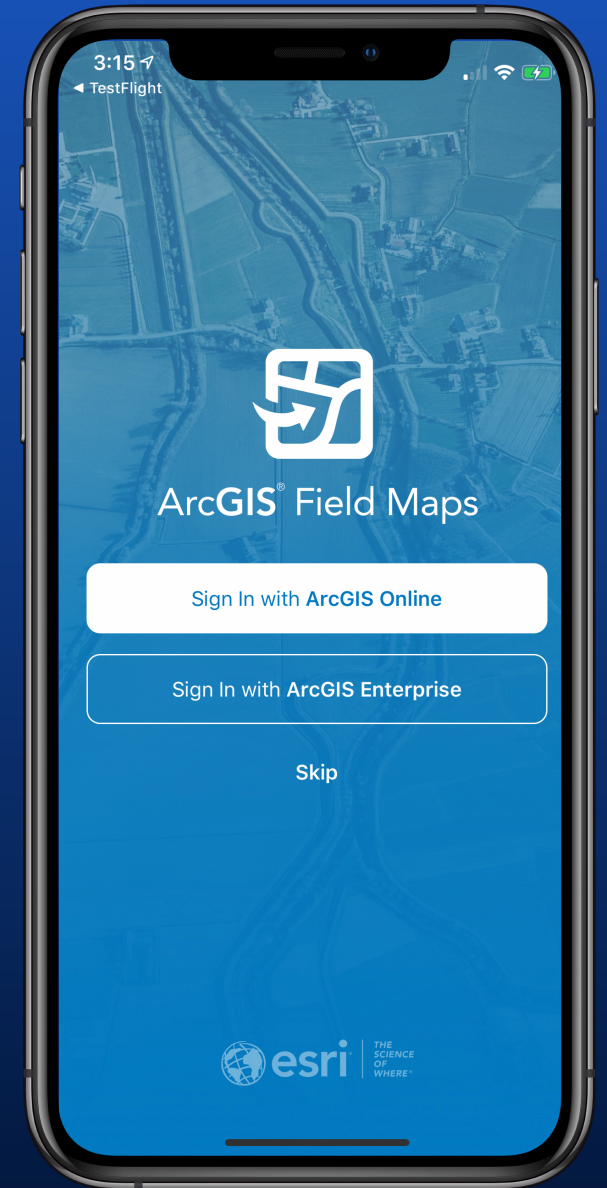 3:15
◀ TestFlight
ArcGIS® Field Maps
Sign In with ArcGIS Online
Sign In with ArcGIS Enterprise
Skip
esri
THE
SCIENCE
OF
WHERE®